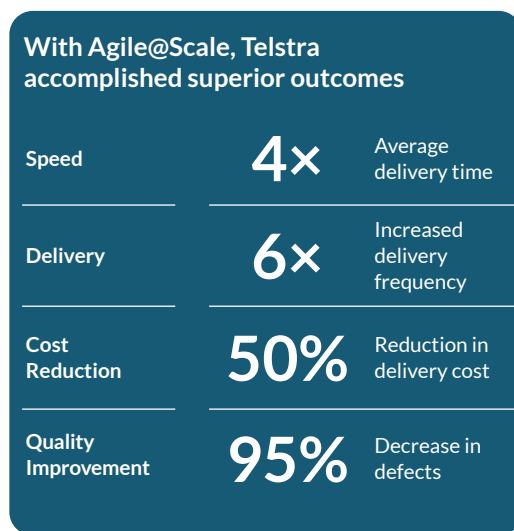 With Agile@Scale, Telstra
accomplished superior outcomes
Speed
4×
Average
delivery time
Delivery
6×
Increased
delivery
frequency
Cost
Reduction
50%
Reduction in
delivery cost
Quality
Improvement
95%
Decrease in
defects